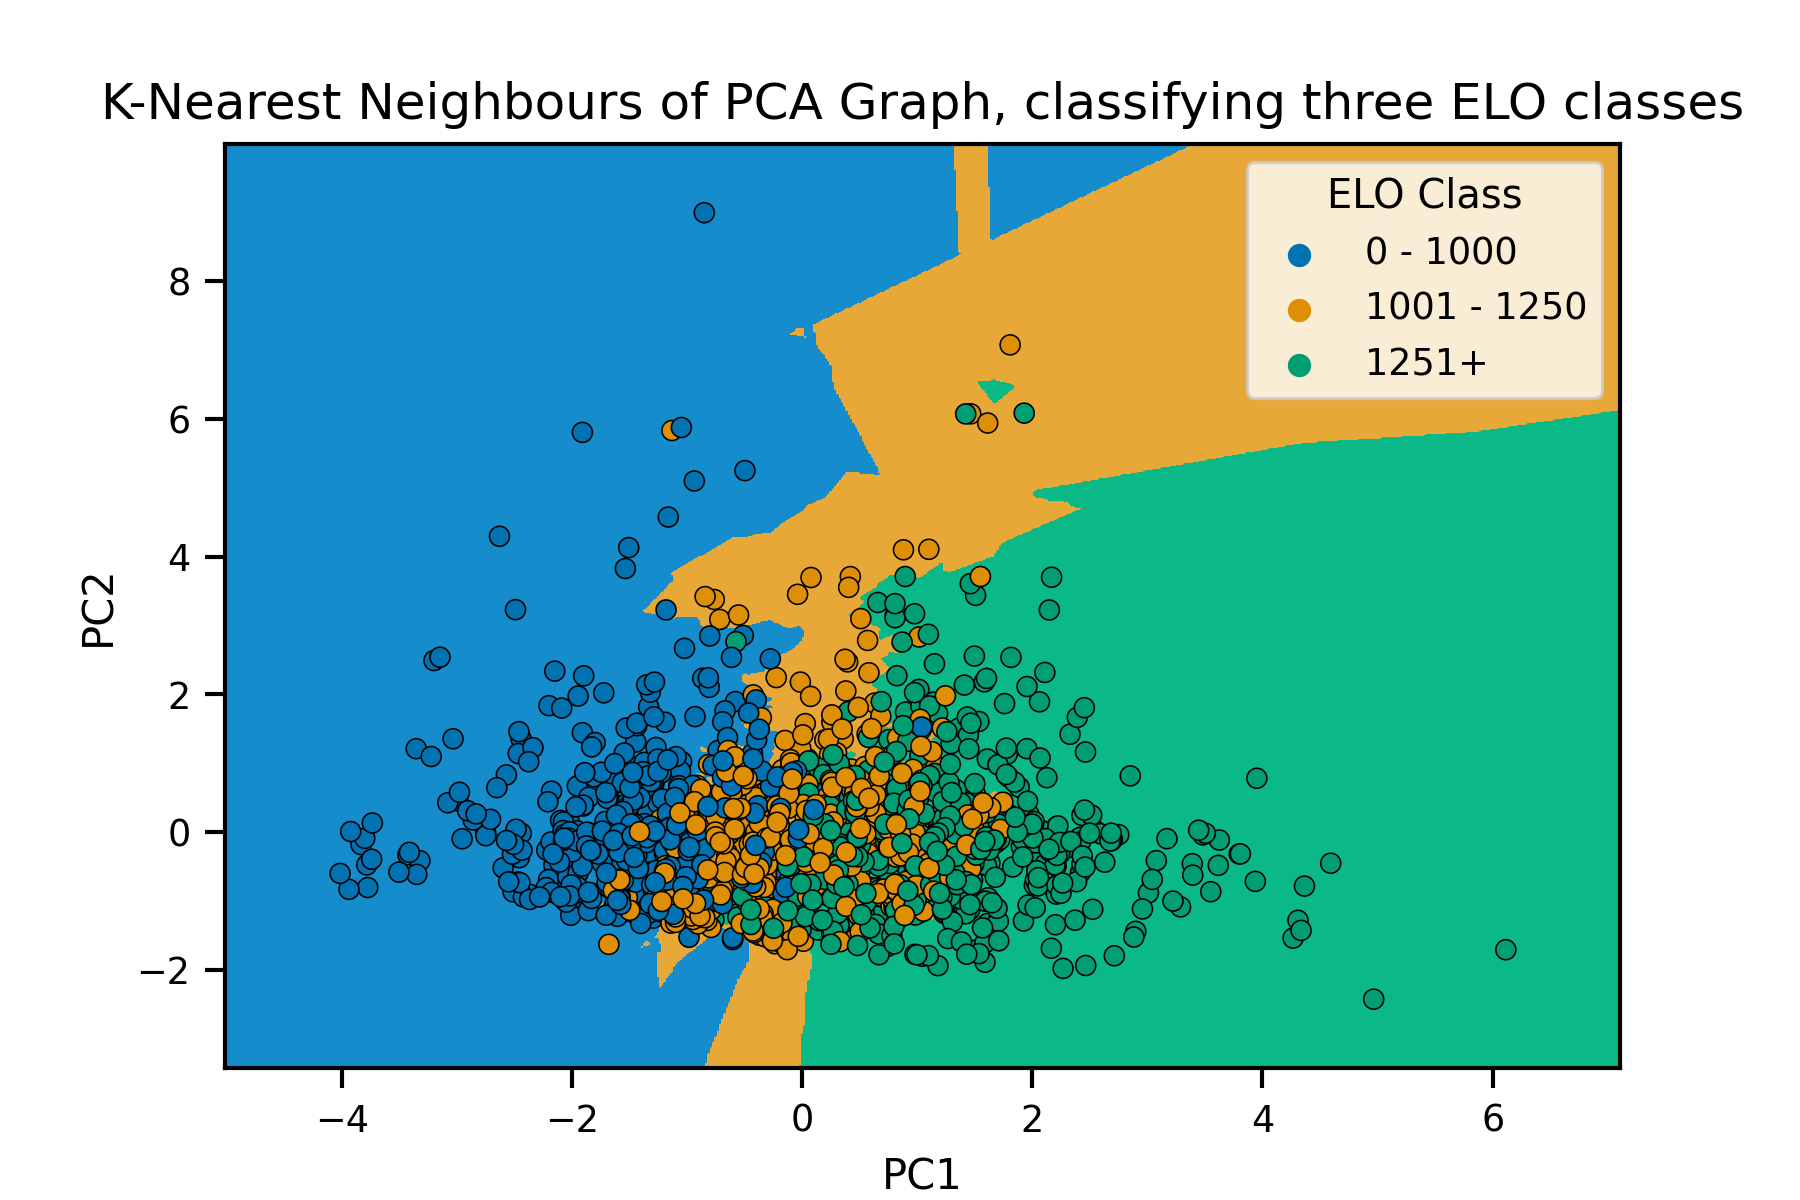 K-Nearest Neighbours of PCA Graph, classifying three ELO classes
ELO Class
0 - 1000
1001 - 1250
1251+
8
6
4
2
0
−2
PC2
−4 −2 0 2 4 6
PC1